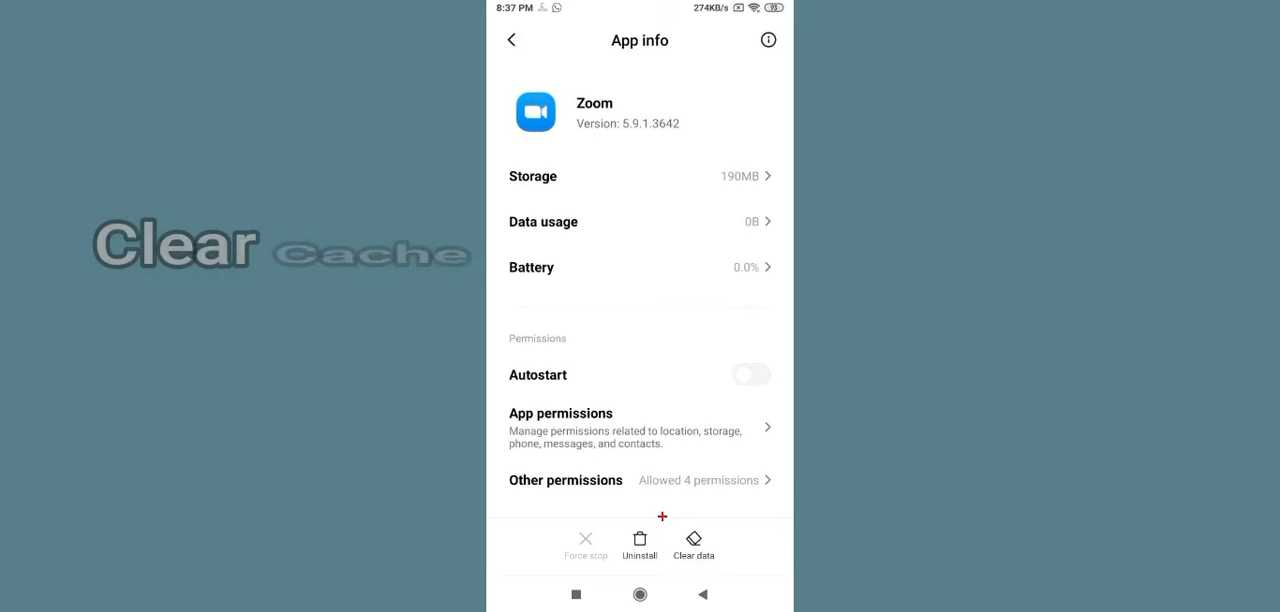 8:37 PM 274KB/s 93
App info
Zoom
Version: 5.9.1.3642
Storage 190MB
Clear Cache
Data usage 0B
Battery 0.0%
Permissions
Autostart
App permissions
Manage permissions related to location, storage,
phone, messages, and contacts.
Other permissions Allowed 4 permissions
Force stop Uninstall Clear data